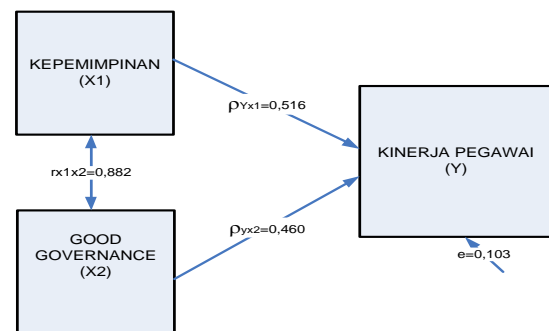 KEPEMIMPINAN
(X1)
ρYx1=0,516
KINERJA PEGAWAI
(Y)
rx1x2=0,882
ρyx2=0,460
GOOD
GOVERNANCE
(X2)
e=0,103